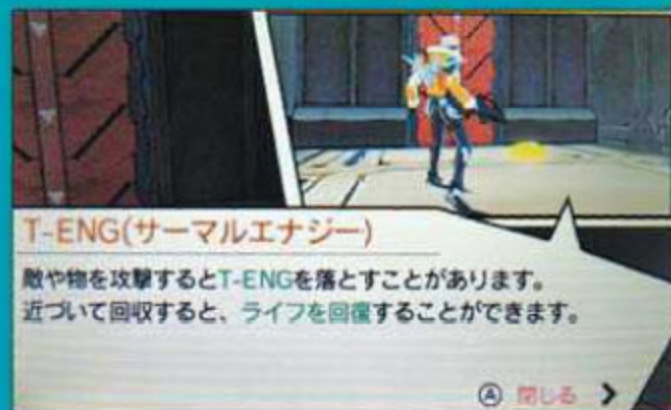 T-ENG(サーマルエナジー)
敵や物を攻撃するとT-ENGを落とすことがあります。
近づいて回収すると、ライフを回復することができます。
Ⓐ 閉じる